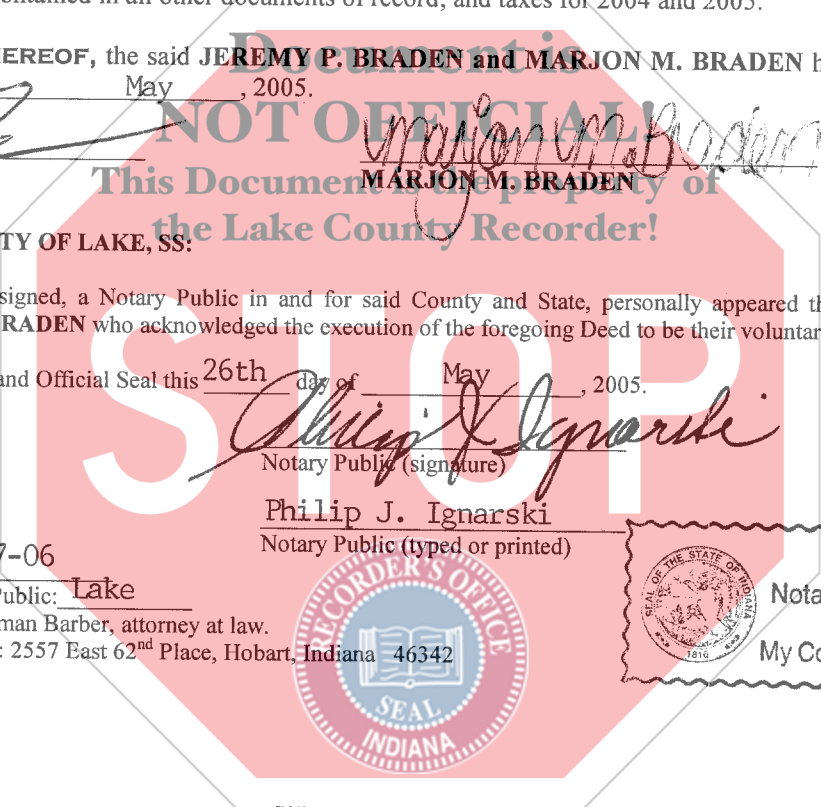 contained in all other documents of record, and taxes for 2004 and 2005.
EREOF, the said JEREMY P. BRADEN and MARJON M. BRADEN h
Document is
May , 2005.
NOT OFFICIAL!
Marjon M. Braden
MARJON M. BRADEN
This Document is the property of
the Lake County Recorder!
TY OF LAKE, SS:
signed, a Notary Public in and for said County and State, personally appeared th
RADEN who acknowledged the execution of the foregoing Deed to be their voluntar
and Official Seal this 26th day of May , 2005.
STOP
Philip J Ignarski
Notary Public (signature)
Philip J. Ignarski
Notary Public (typed or printed)
7-06
Public: Lake
man Barber, attorney at law.
: 2557 East 62nd Place, Hobart, Indiana 46342
RECORDER'S OFFICE
SEAL
INDIANA
SEAL OF THE STATE OF INDIANA
1816
Nota
My Co